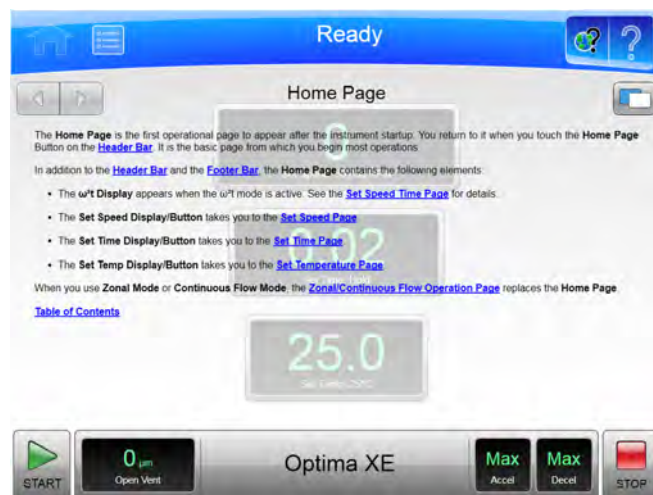 Ready
Home Page
The Home Page is the first operational page to appear after the instrument startup. You return to it when you touch the Home Page
Button on the Header Bar. It is the basic page from which you begin most operations
In addition to the Header Bar and the Footer Bar, the Home Page contains the following elements:
• The ω²t Display appears when the ω²t mode is active. See the Set Speed Time Page for details.
• The Set Speed Display/Button takes you to the Set Speed Page
• The Set Time Display/Button takes you to the Set Time Page
0.02
• The Set Temp Display/Button takes you to the Set Temperature Page
When you use Zonal Mode or Continuous Flow Mode, the Zonal/Continuous Flow Operation Page replaces the Home Page.
Table of Contents
25.0
START
0 μm
Open Vent
Optima XE
Max
Accel
Max
Decel
STOP